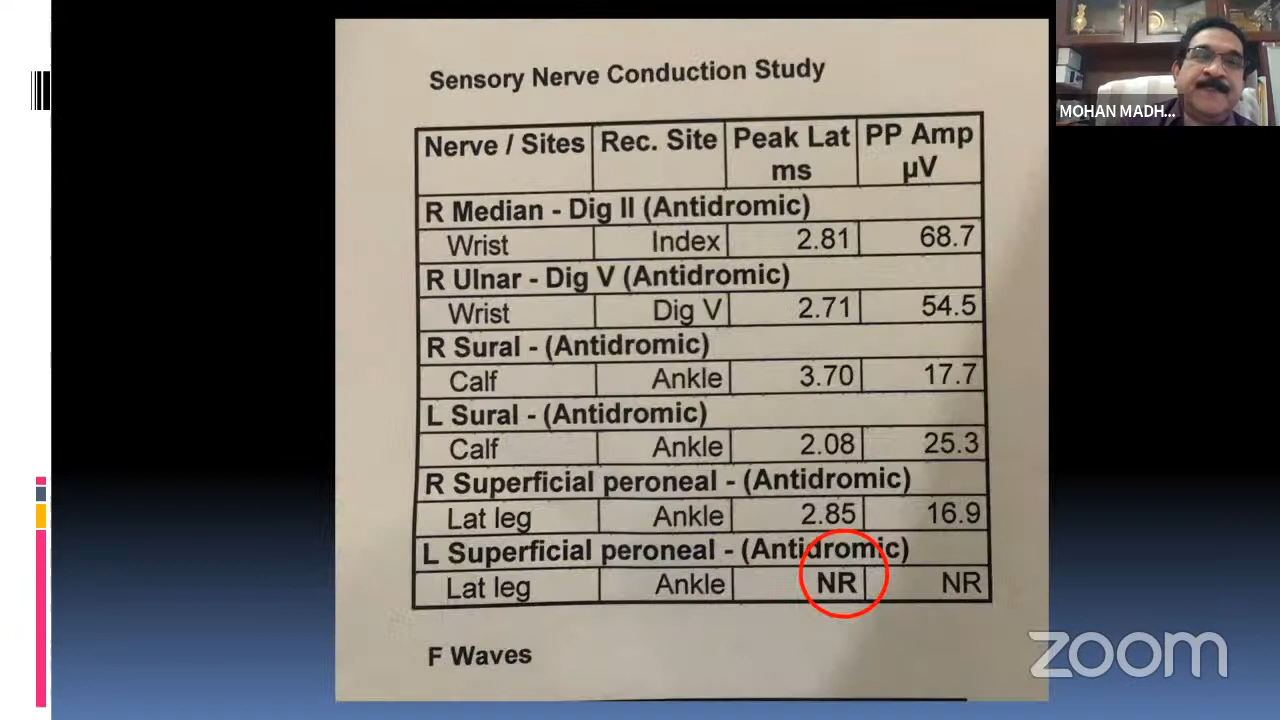 Sensory Nerve Conduction Study
Nerve / Sites Rec. Site Peak Lat ms PP Amp µV
R Median - Dig II (Antidromic)
Wrist Index 2.81 68.7
R Ulnar - Dig V (Antidromic)
Wrist Dig V 2.71 54.5
R Sural - (Antidromic)
Calf Ankle 3.70 17.7
L Sural - (Antidromic)
Calf Ankle 2.08 25.3
R Superficial peroneal - (Antidromic)
Lat leg Ankle 2.85 16.9
L Superficial peroneal - (Antidromic)
Lat leg Ankle NR NR
F Waves
MOHAN MADH...
zoom